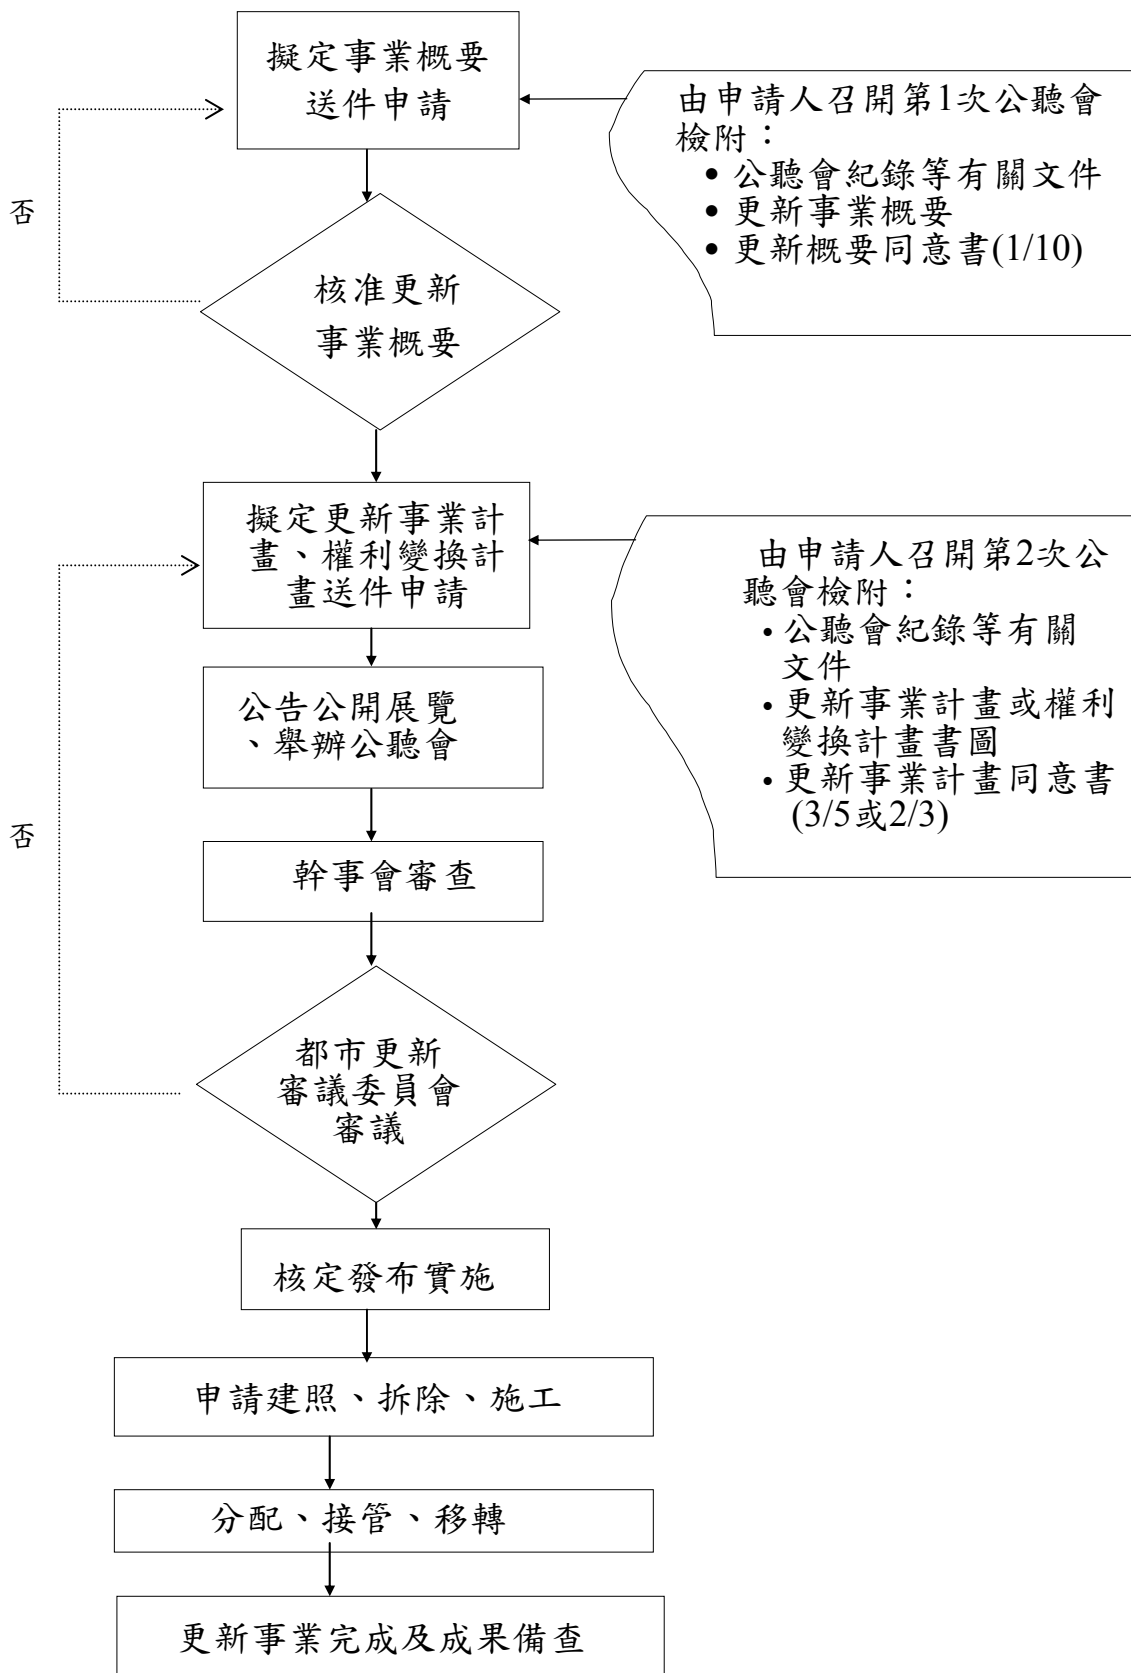 擬定事業概要
送件申請
由申請人召開第1次公聽會
檢附：
• 公聽會紀錄等有關文件
• 更新事業概要
• 更新概要同意書(1/10)
否
核准更新
事業概要
擬定更新事業計
畫、權利變換計
畫送件申請
由申請人召開第2次公
聽會檢附：
• 公聽會紀錄等有關
文件
• 更新事業計畫或權利
變換計畫書圖
• 更新事業計畫同意書
(3/5或2/3)
公告公開展覽
、舉辦公聽會
否
幹事會審查
都市更新
審議委員會
審議
核定發布實施
申請建照、拆除、施工
分配、接管、移轉
更新事業完成及成果備查